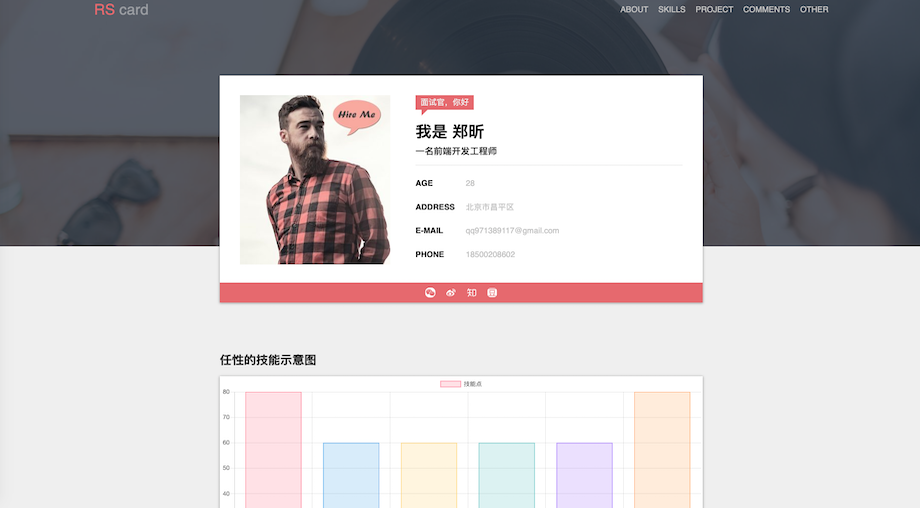 RS card
ABOUT SKILLS PROJECT COMMENTS OTHER
Hire Me
面试官，你好
我是 郑昕
一名前端开发工程师
AGE 28
ADDRESS 北京市昌平区
E-MAIL qq971389117@gmail.com
PHONE 18500208602
知
豆
任性的技能示意图
技能点
80
70
60
50
40